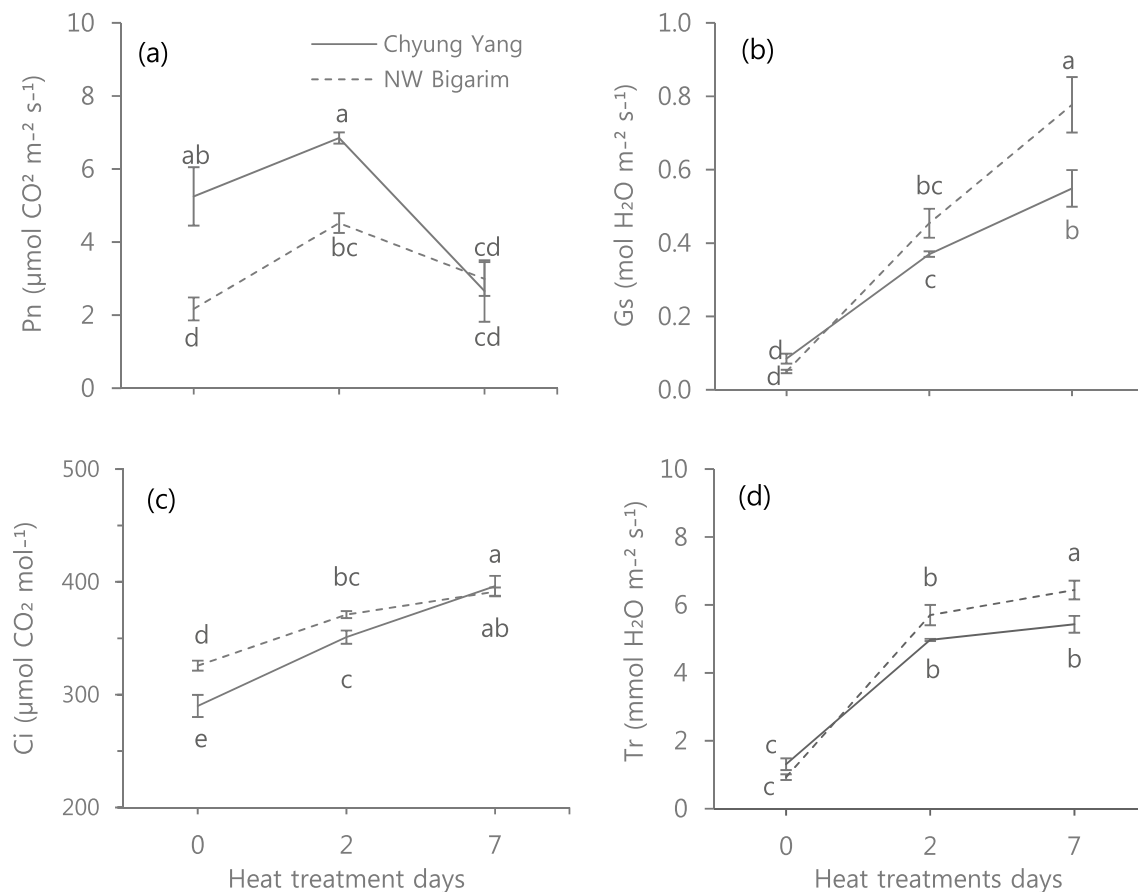 (a)
Chyung Yang
NW Bigarim
Pn (μmol CO² m-² s-¹)
10
8
6
4
2
0
ab
a
bc
d
cd
cd
(b)
Gs (mol H₂O m-² s-¹)
1.0
0.8
0.6
0.4
0.2
0.0
a
bc
b
c
d
d
(c)
Ci (μmol CO₂ mol-¹)
500
400
300
200
a
bc
d
ab
c
e
0
2
7
Heat treatment days
(d)
Tr (mmol H₂O m-² s-¹)
10
8
6
4
2
0
a
b
b
b
c
c
0
2
7
Heat treatments days